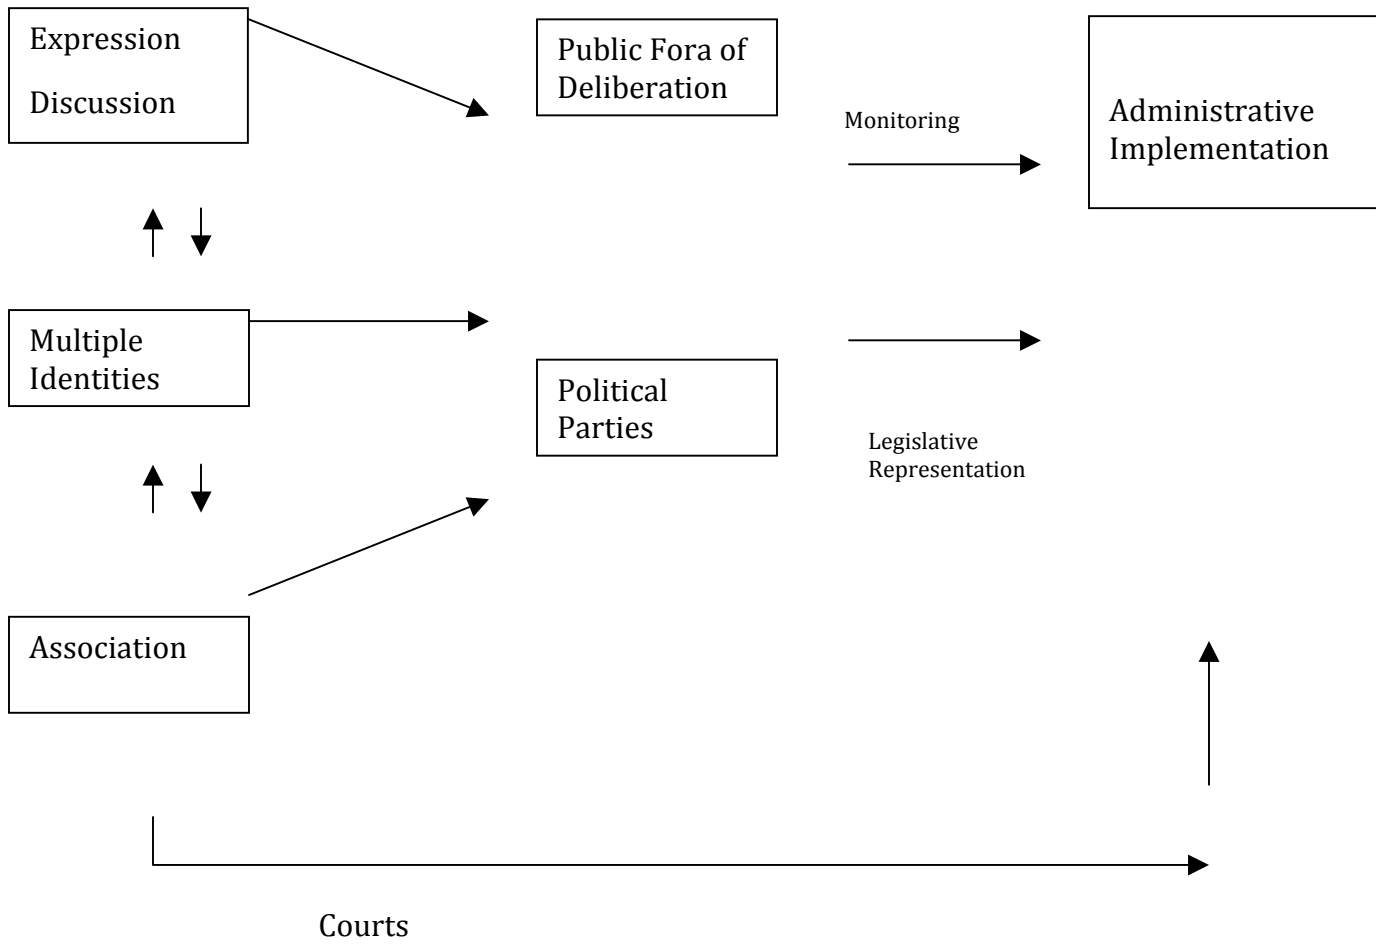 Expression
Discussion
Public Fora of
Deliberation
Monitoring
Administrative
Implementation
Multiple
Identities
Political
Parties
Legislative
Representation
Association
Courts